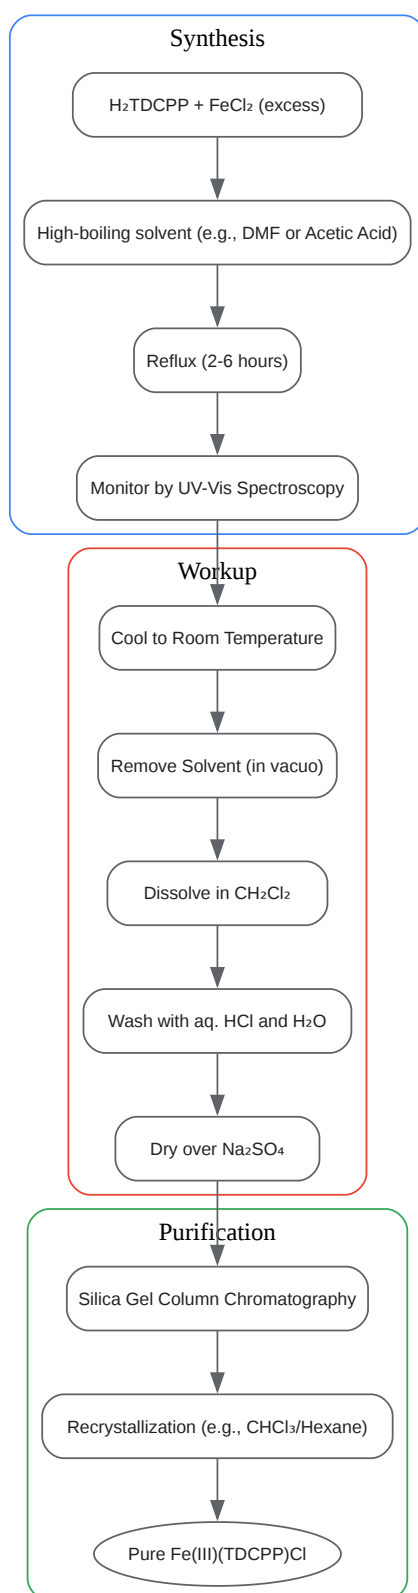 Synthesis
H₂TDCPP + FeCl₂ (excess)
High-boiling solvent (e.g., DMF or Acetic Acid)
Reflux (2-6 hours)
Monitor by UV-Vis Spectroscopy
Workup
Cool to Room Temperature
Remove Solvent (in vacuo)
Dissolve in CH₂Cl₂
Wash with aq. HCl and H₂O
Dry over Na₂SO₄
Purification
Silica Gel Column Chromatography
Recrystallization (e.g., CHCl₃/Hexane)
Pure Fe(III)(TDCPP)Cl